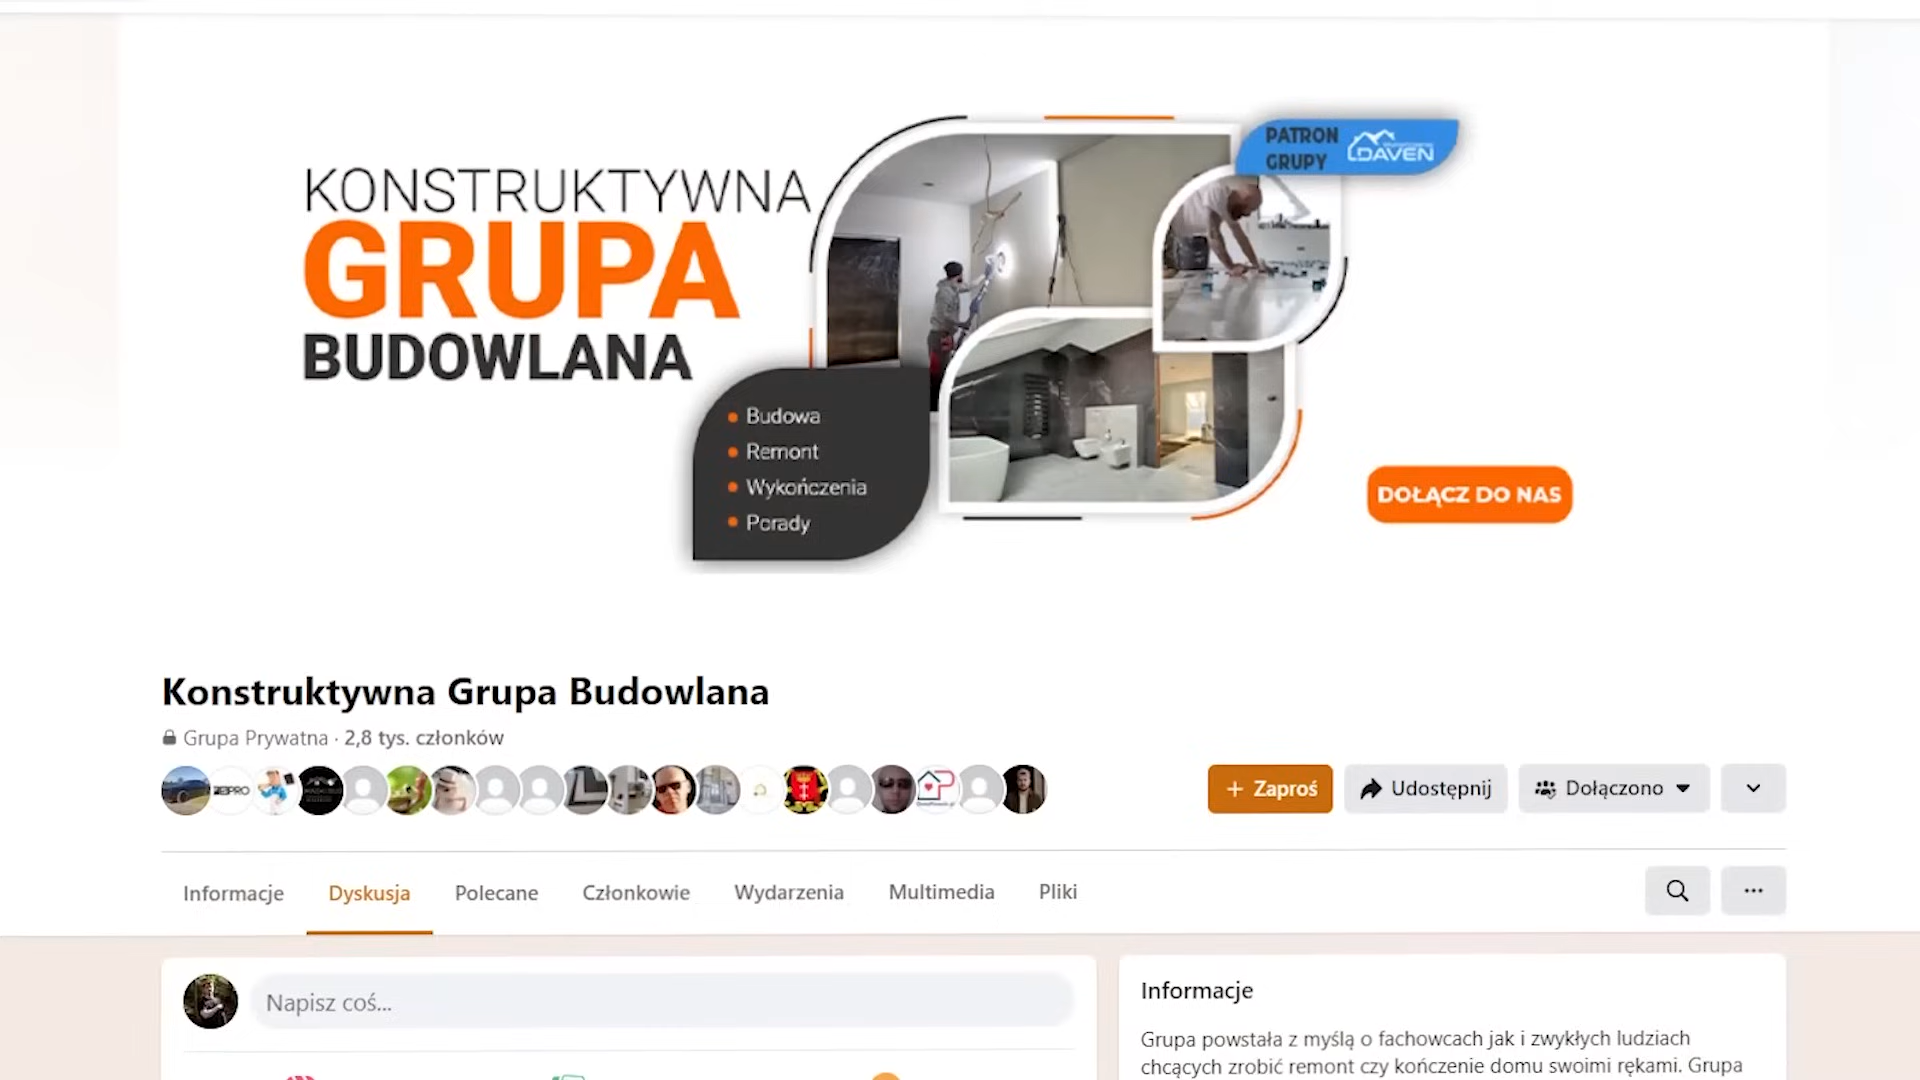 KONSTRUKTYWNA
GRUPA
BUDOWLANA
PATRON
GRUPY
DAVEN
Budowa
Remont
Wykończenia
Porady
DOŁĄCZ DO NAS
Konstruktywna Grupa Budowlana
Grupa Prywatna · 2,8 tys. członków
+ Zaproś
Udostępnij
Dołączono
Informacje
Dyskusja
Polecane
Członkowie
Wydarzenia
Multimedia
Pliki
Napisz coś...
Informacje
Grupa powstała z myślą o fachowcach jak i zwykłych ludziach
chcących zrobić remont czy kończenie domu swoimi rękami. Grupa